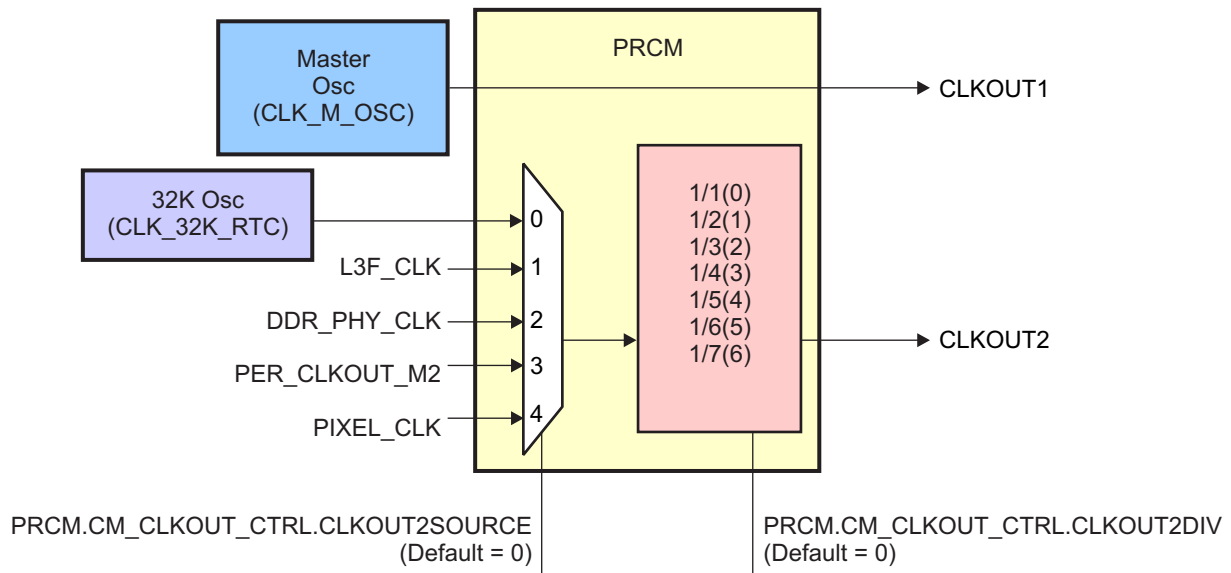 Master
Osc
(CLK_M_OSC)
PRCM
CLKOUT1
32K Osc
(CLK_32K_RTC)
0
L3F_CLK
1
DDR_PHY_CLK
2
PER_CLKOUT_M2
3
PIXEL_CLK
4
1/1(0)
1/2(1)
1/3(2)
1/4(3)
1/5(4)
1/6(5)
1/7(6)
CLKOUT2
PRCM.CM_CLKOUT_CTRL.CLKOUT2SOURCE
(Default = 0)
PRCM.CM_CLKOUT_CTRL.CLKOUT2DIV
(Default = 0)